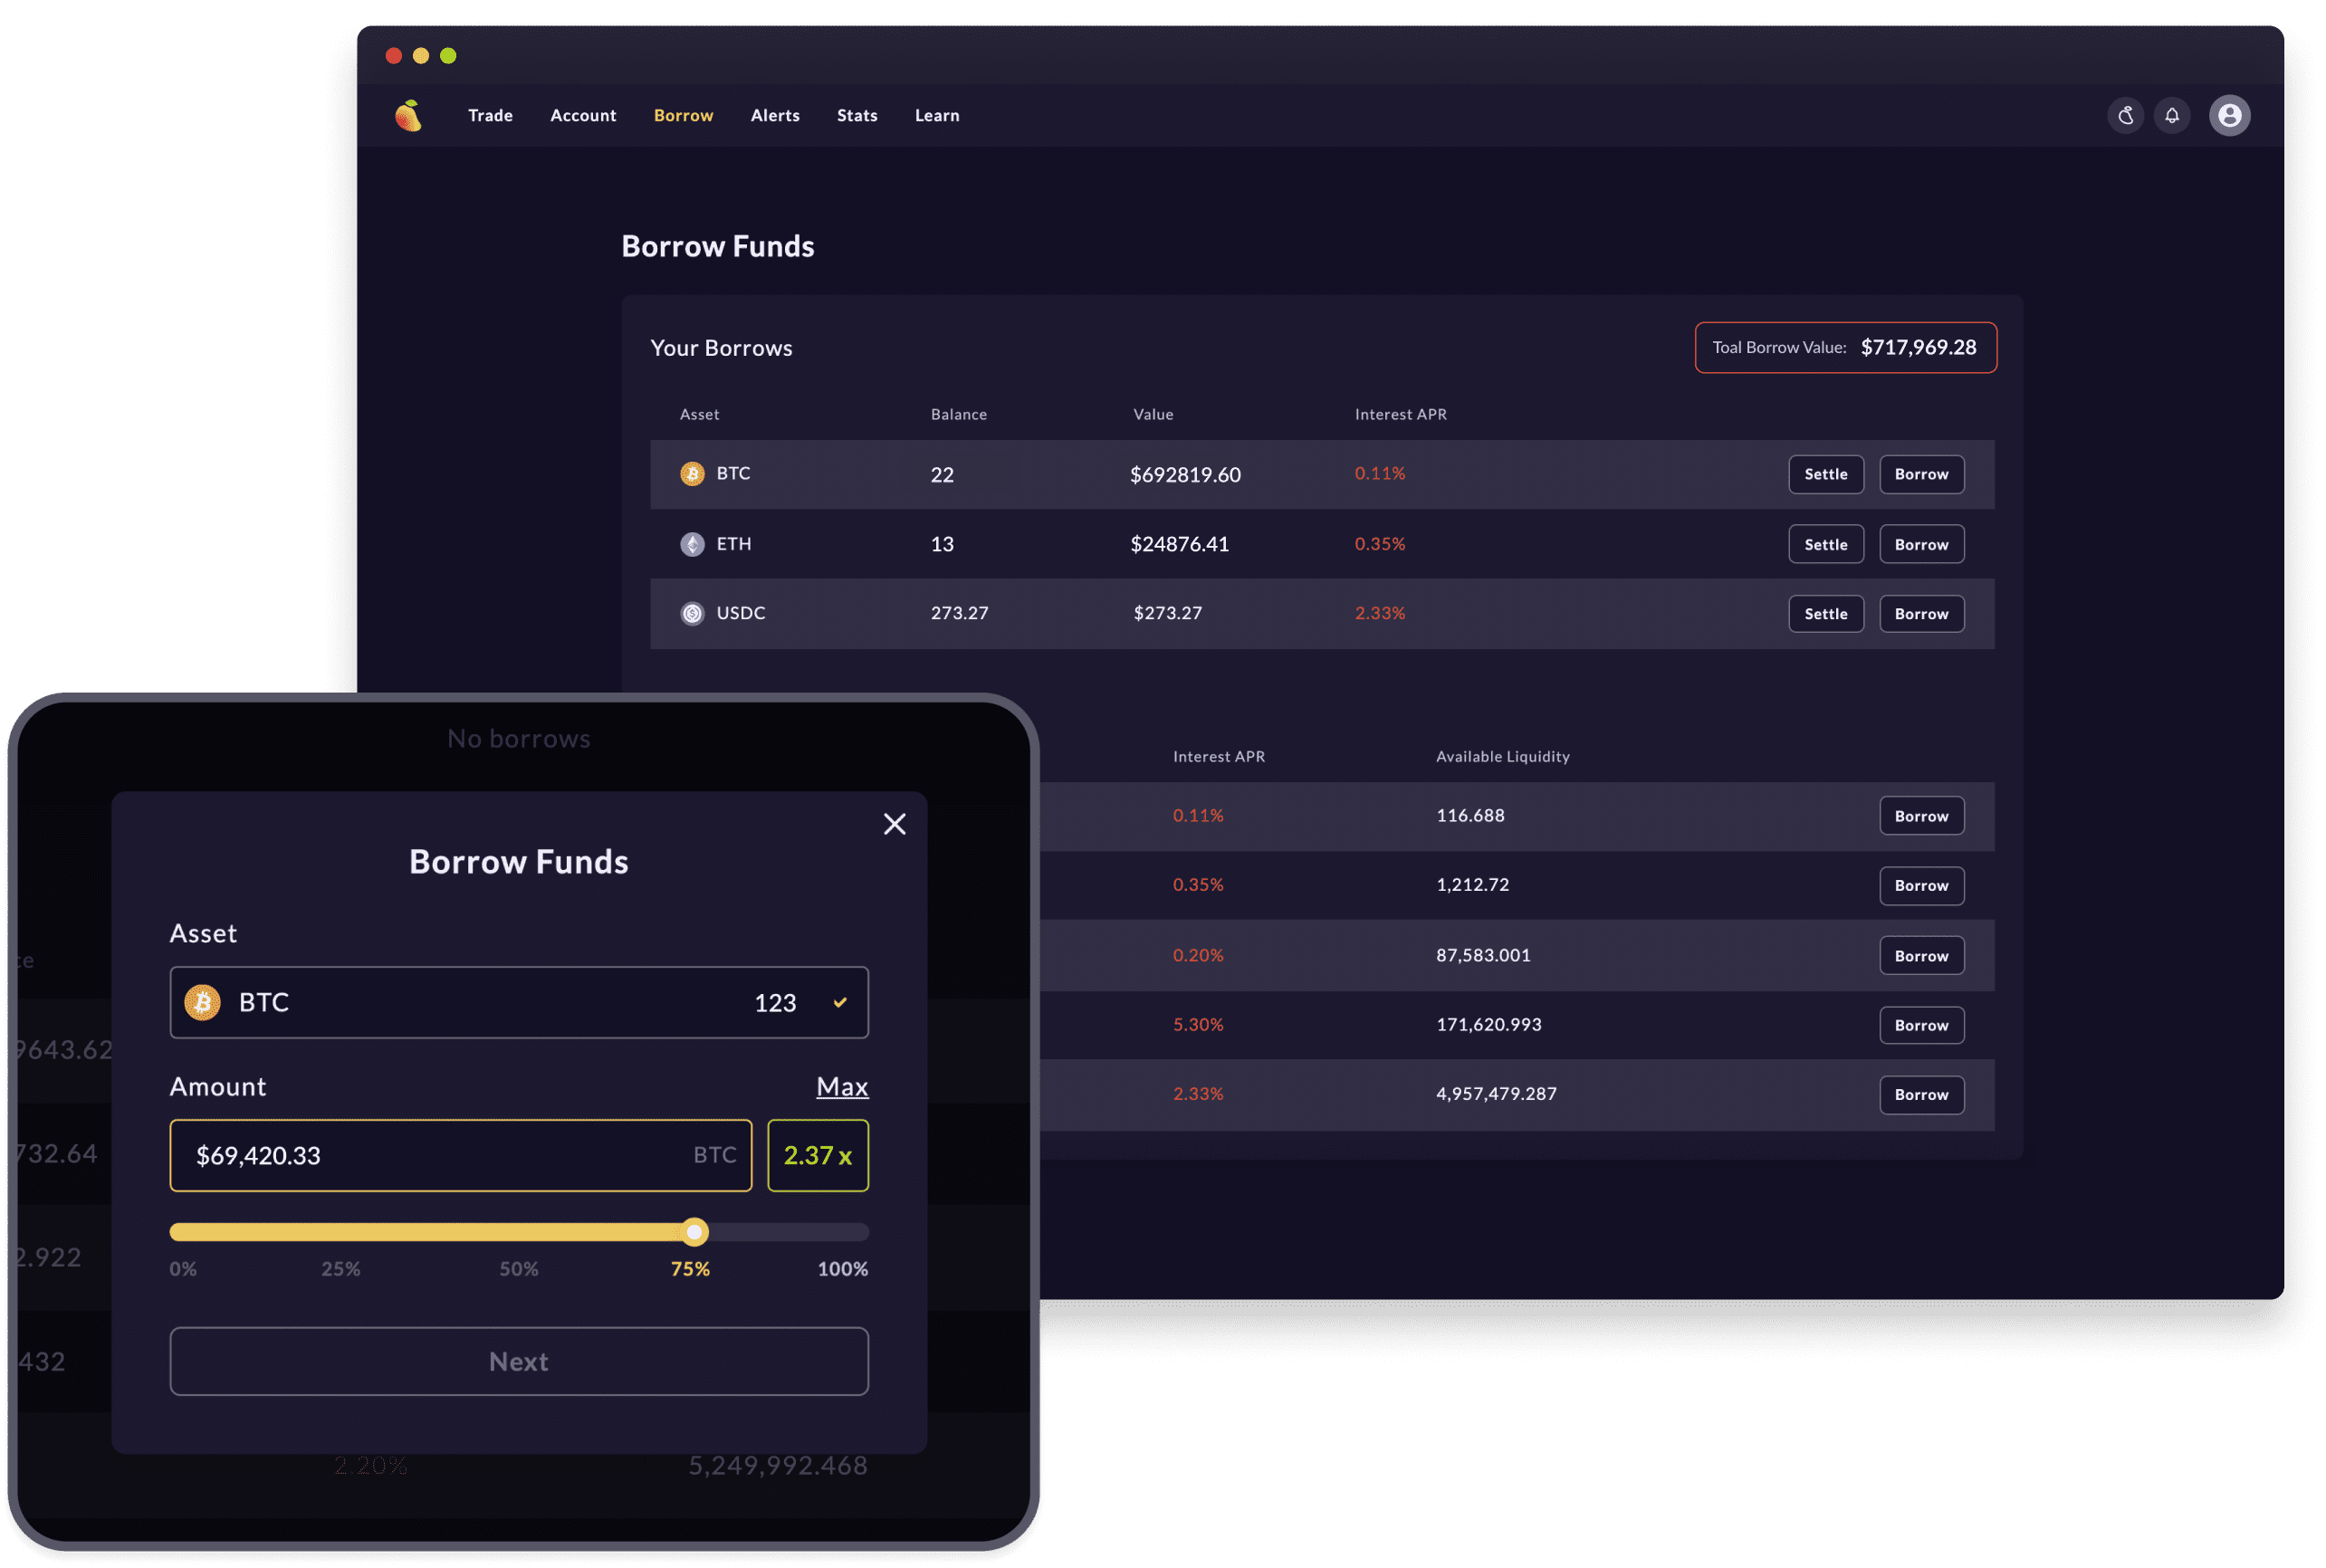 Trade Account Borrow Alerts Stats Learn
Borrow Funds
Your Borrows
Toal Borrow Value: $717,969.28
Asset Balance Value Interest APR
BTC 22 $692819.60 0.11% Settle Borrow
ETH 13 $24876.41 0.35% Settle Borrow
USDC 273.27 $273.27 2.33% Settle Borrow
Interest APR Available Liquidity
0.11% 116.688 Borrow
0.35% 1,212.72 Borrow
0.20% 87,583.001 Borrow
5.30% 171,620.993 Borrow
2.33% 4,957,479.287 Borrow
No borrows
Borrow Funds
Asset
BTC 123
Amount Max
$69,420.33 BTC 2.37 x
0% 25% 50% 75% 100%
Next
9643.62
732.64
2.922
432
2.20% 5,249,992.468